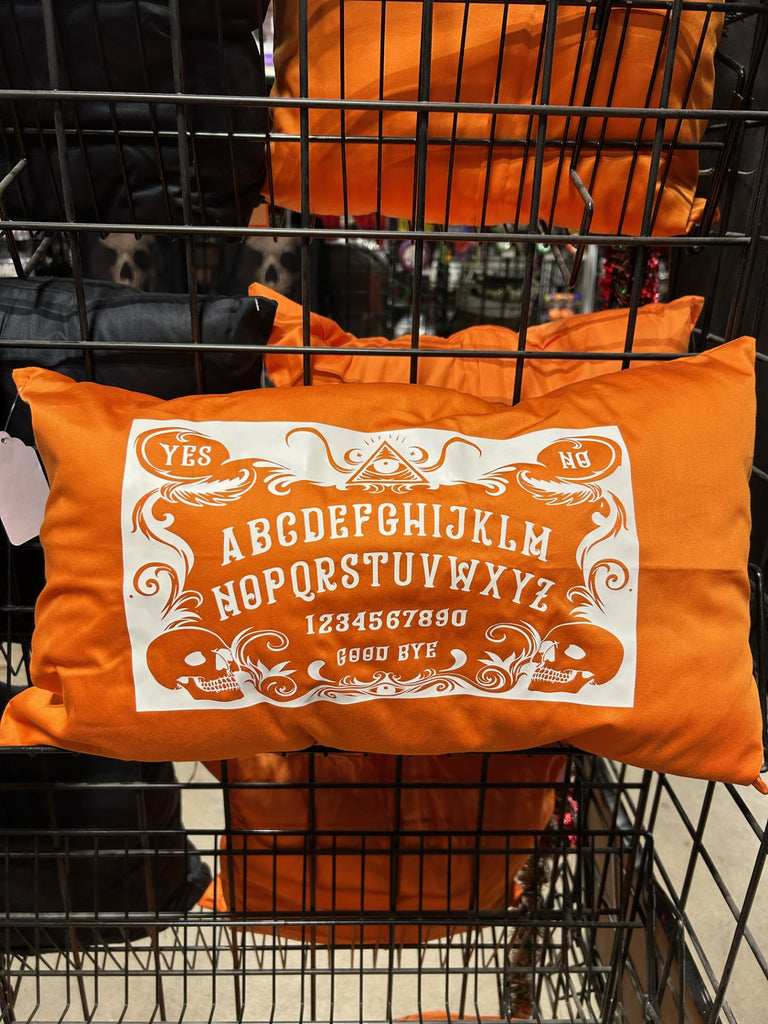 YES NO
ABCDEFGHIJKLM
NOPQRSTUVWXYZ
1234567890
GOOD BYE